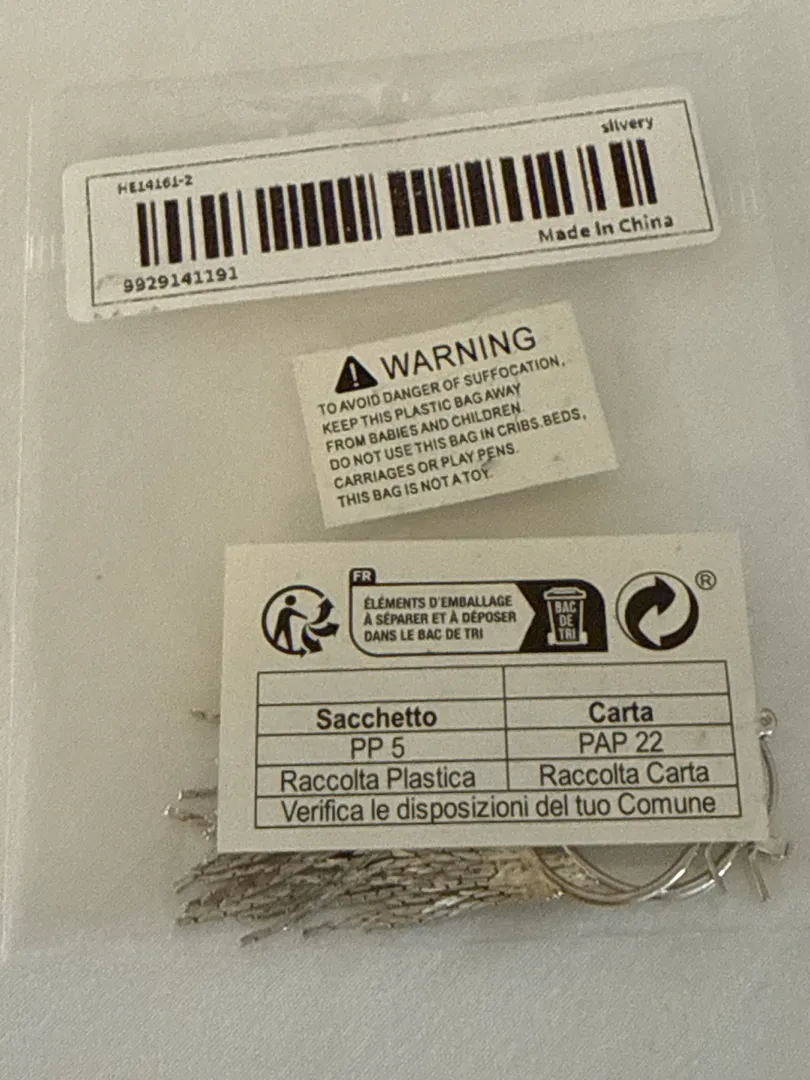 HE14161-2
silvery
9929141191
Made In China
WARNING
TO AVOID DANGER OF SUFFOCATION,
KEEP THIS PLASTIC BAG AWAY
FROM BABIES AND CHILDREN
DO NOT USE THIS BAG IN CRIBS.BEDS,
CARRIAGES OR PLAY PENS.
THIS BAG IS NOT A TOY.
FR
ÉLÉMENTS D'EMBALLAGE
À SÉPARER ET À DÉPOSER
DANS LE BAC DE TRI
BAC
DE
TRI
®
Sacchetto
Carta
PP 5
PAP 22
Raccolta Plastica
Raccolta Carta
Verifica le disposizioni del tuo Comune